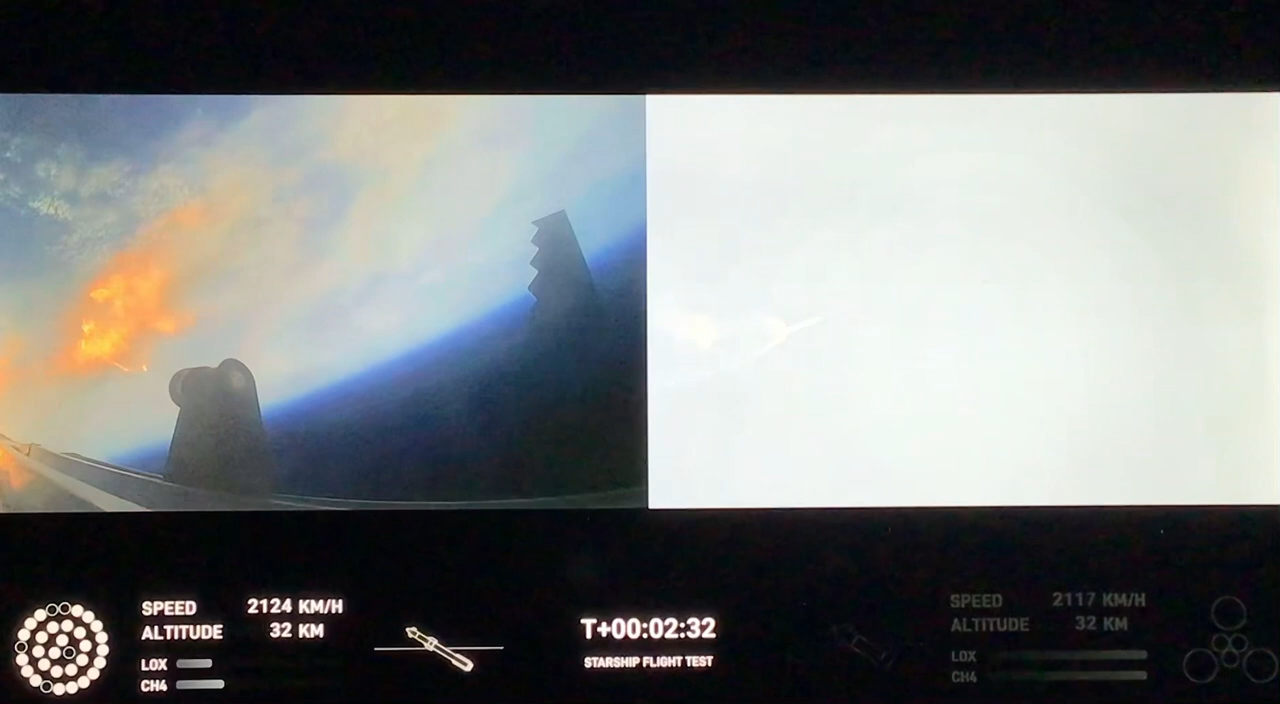 SPEED 2124 KM/H
ALTITUDE 32 KM
LOX
CH4
T+00:02:32
STARSHIP FLIGHT TEST
SPEED 2117 KM/H
ALTITUDE 32 KM
LOX
CH4